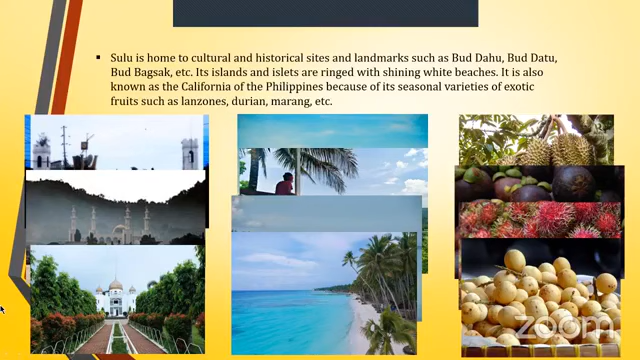 ▪ Sulu is home to cultural and historical sites and landmarks such as Bud Dahu, Bud Datu,
Bud Bagsak, etc. Its islands and islets are ringed with shining white beaches. It is also
known as the California of the Philippines because of its seasonal varieties of exotic
fruits such as lanzones, durian, marang, etc.
zoom